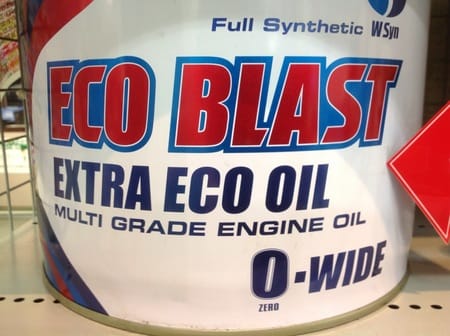 Full Synthetic WSyn
ECO BLAST
EXTRA ECO OIL
MULTI GRADE ENGINE OIL
0-WIDE
ZERO